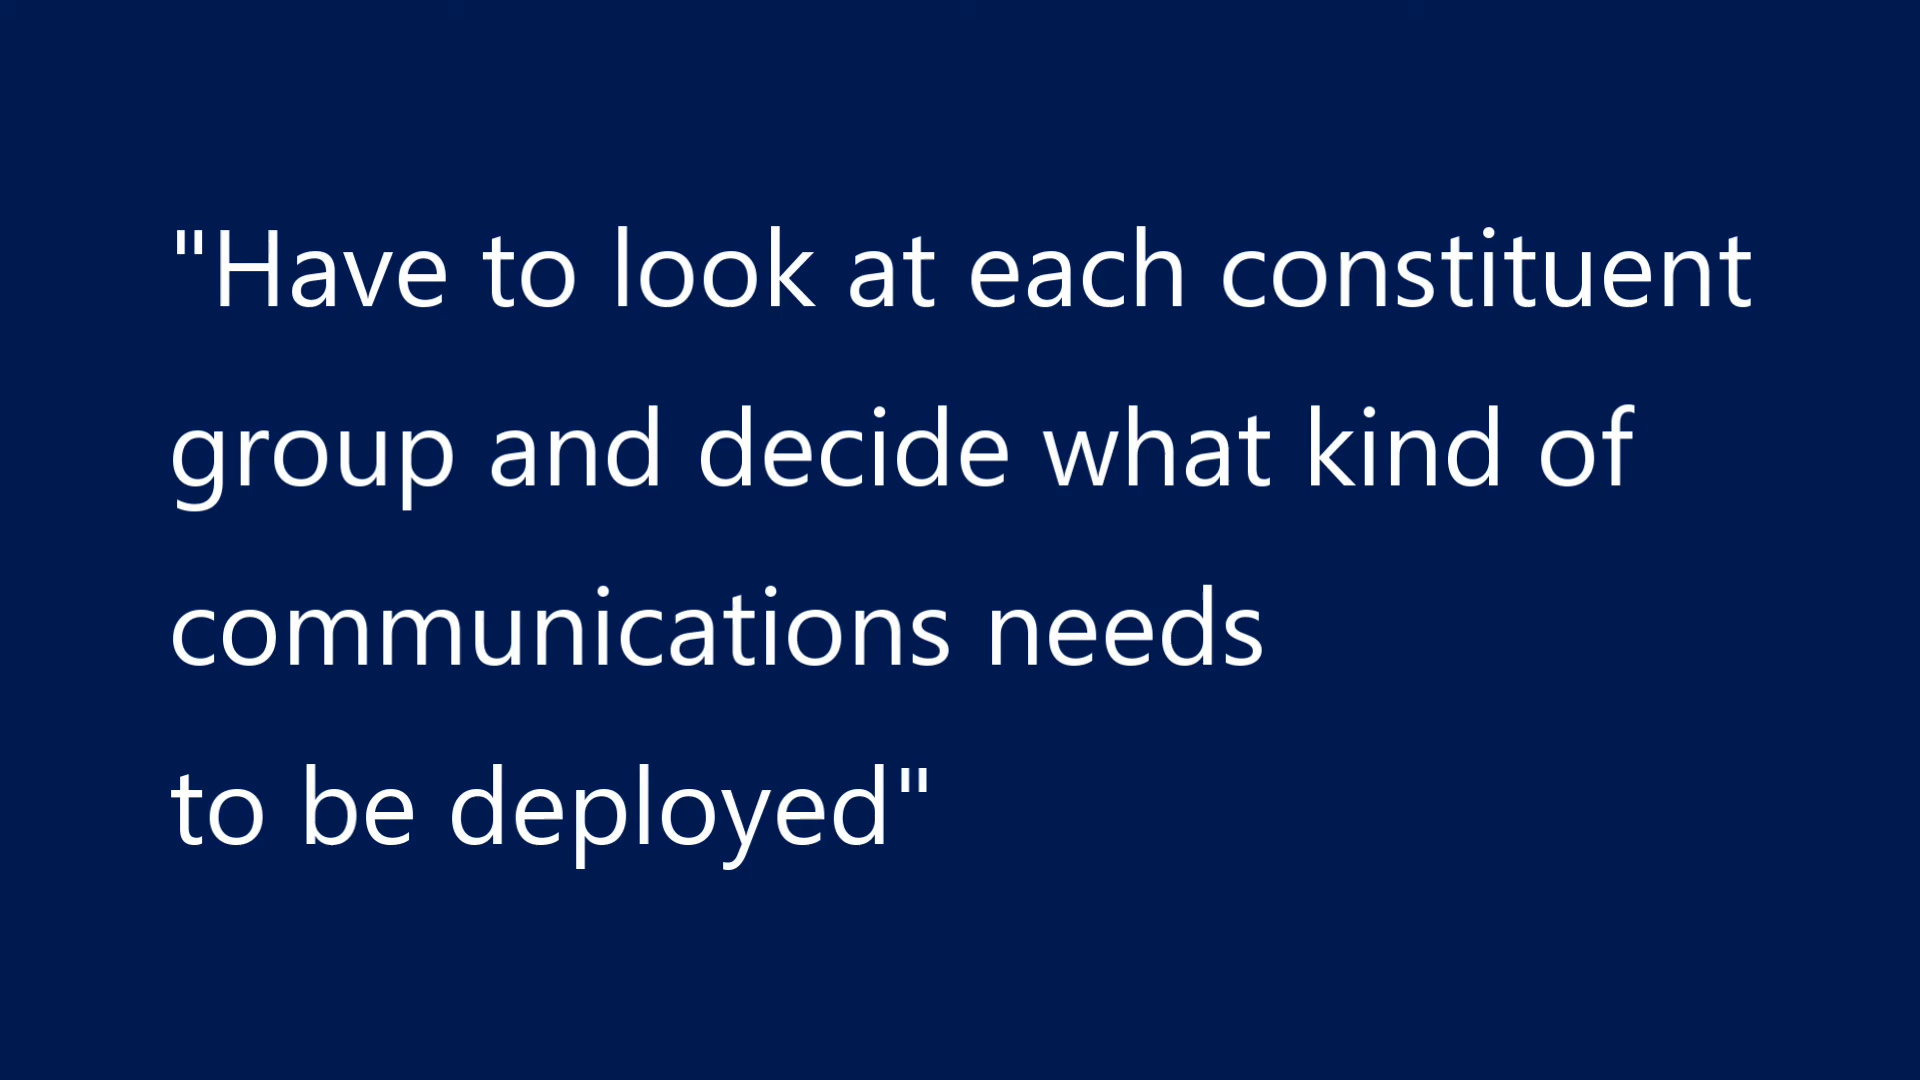 "Have to look at each constituent
group and decide what kind of
communications needs
to be deployed"